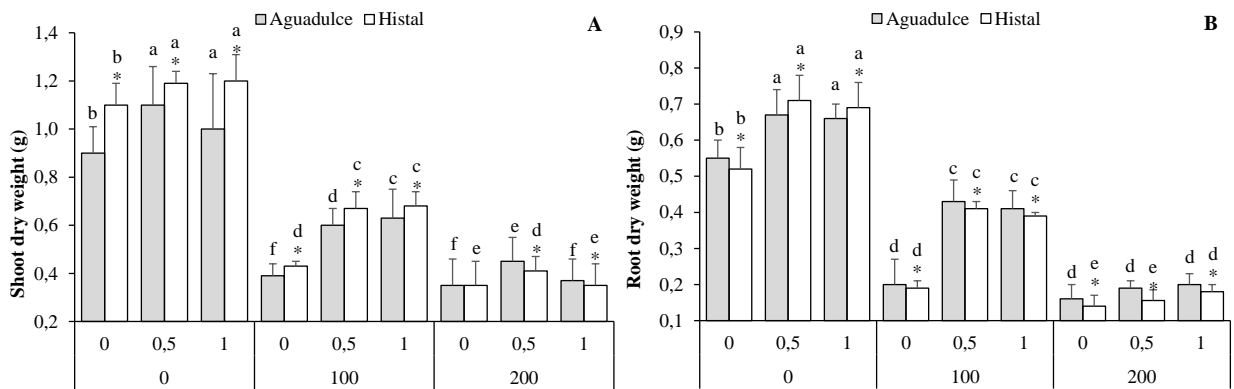 Aguadulce Histal
A
Shoot dry weight (g)
1,4
1,2
1,0
0,8
0,6
0,4
0,2
b b a a a a
* * *
f d d c c c
* * *
f e e d f e
* *
0 0,5 1 0 0,5 1 0 0,5 1
0 100 200
Aguadulce Histal
B
Root dry weight (g)
0,9
0,8
0,7
0,6
0,5
0,4
0,3
0,2
0,1
b b a a a a
* * *
d d c c c c
* * *
d e d e d d
* * *
0 0,5 1 0 0,5 1 0 0,5 1
0 100 200